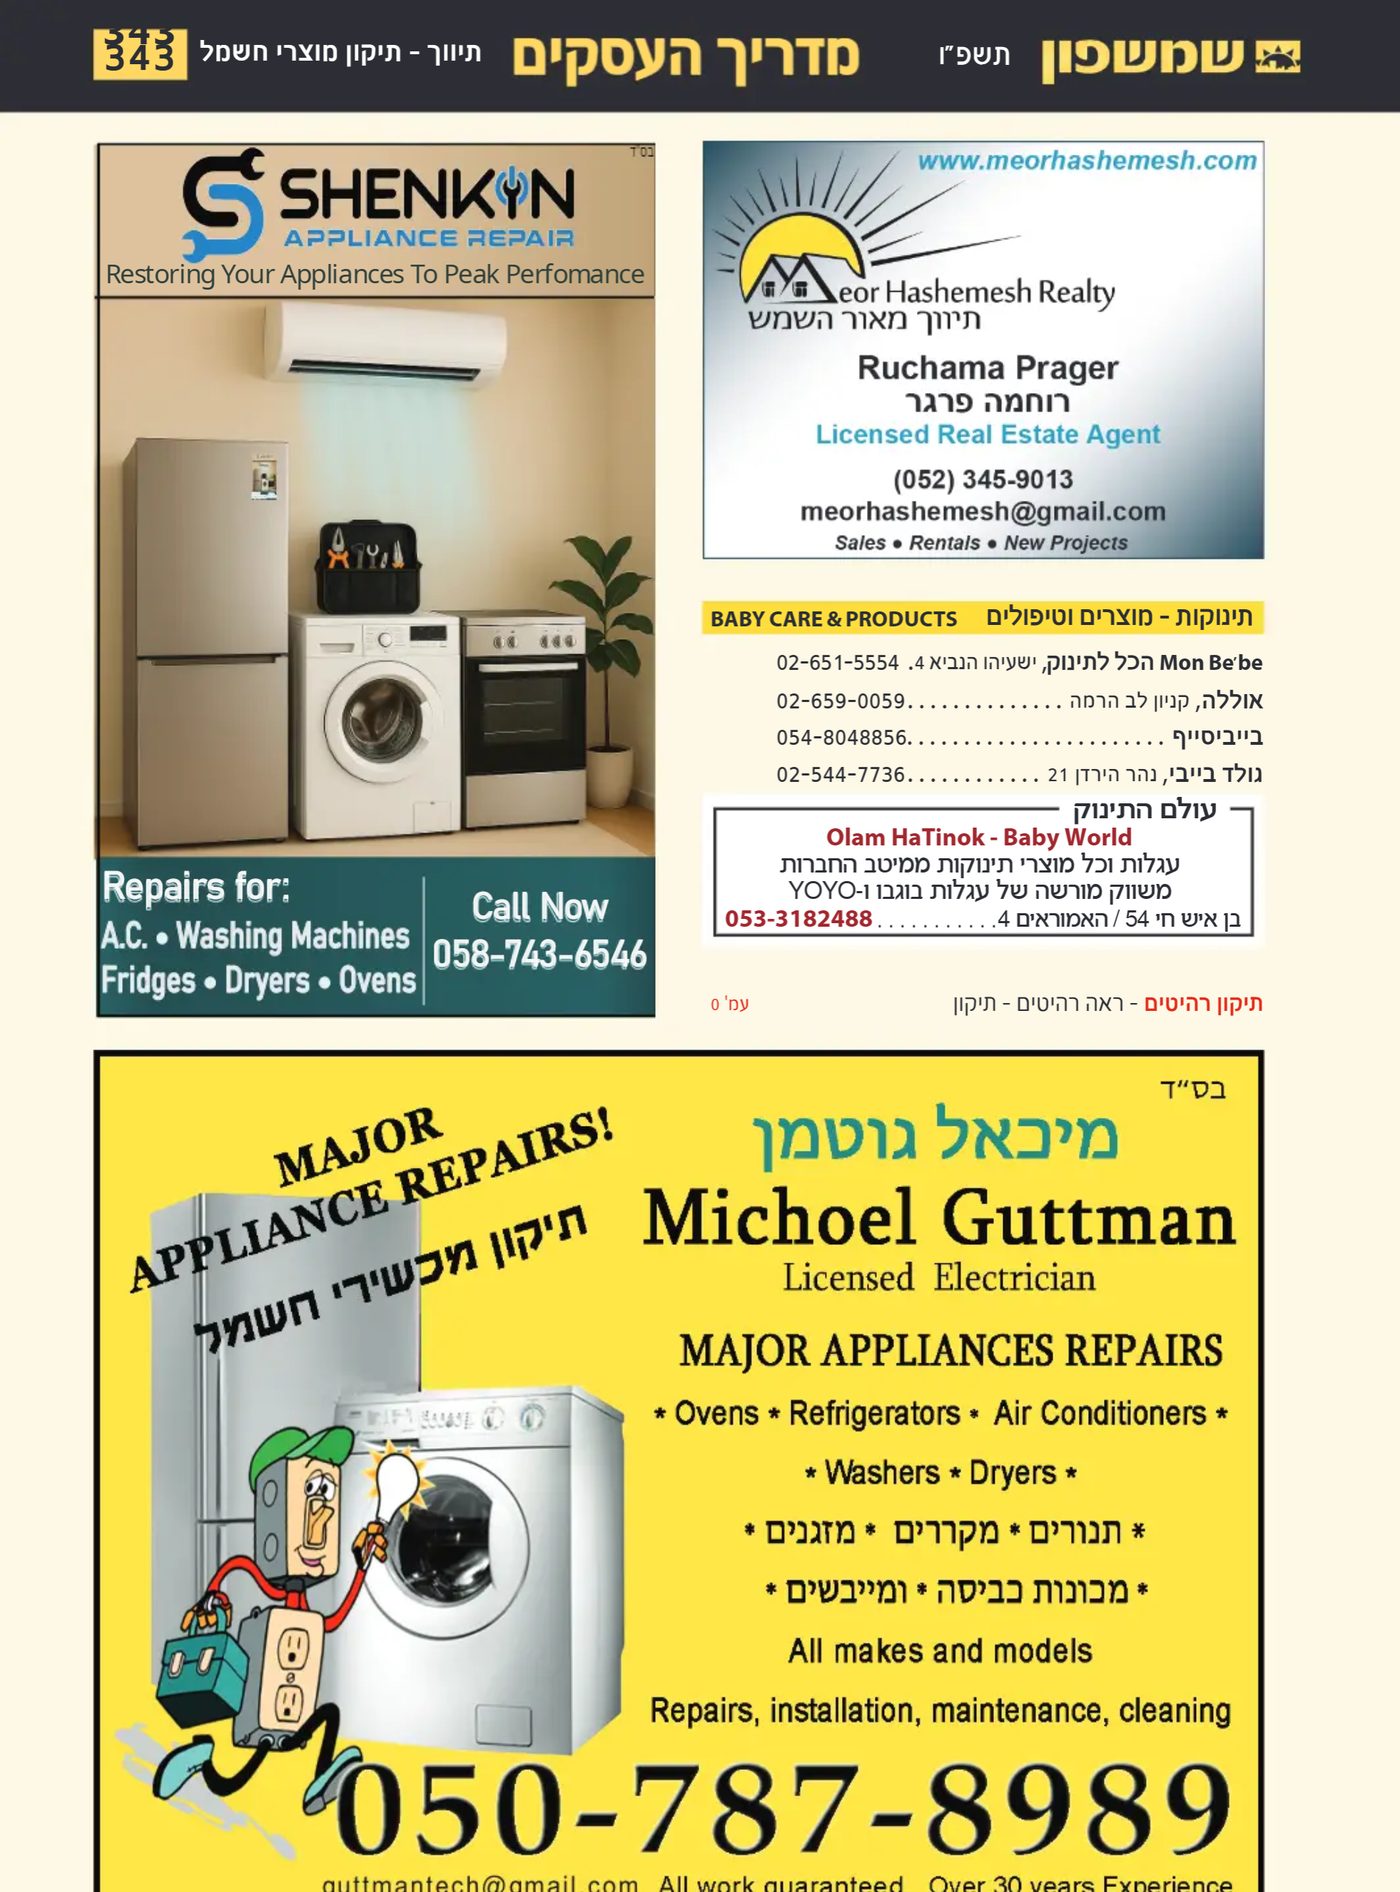 שמשפון תשפ״ו מדריך העסקים תיווך - תיקון מוצרי חשמל 343
343
www.meorhashemesh.com
Meor Hashemesh Realty
תיווך מאור השמש
Ruchama Prager
רוחמה פרגר
Licensed Real Estate Agent
(052) 345-9013
meorhashemesh@gmail.com
Sales • Rentals • New Projects
תינוקות - מוצרים וטיפולים BABY CARE & PRODUCTS
Mon Be'be הכל לתינוק, ישעיהו הנביא 4. 02-651-5554
אוללה, קניון לב הרמה..............02-659-0059
בייביסייף.......................054-8048856
גולד בייבי, נהר הירדן 21............02-544-7736
עולם התינוק
Olam HaTinok - Baby World
עגלות וכל מוצרי תינוקות ממיטב החברות
משווק מורשה של עגלות בוגבו ו-YOYO
בן איש חי 54 / האמוראים 4...........053-3182488
תיקון רהיטים - ראה רהיטים - תיקון עמ' 0
בס"ד
SHENKIN
APPLIANCE REPAIR
Restoring Your Appliances To Peak Perfomance
Repairs for:
A.C. • Washing Machines
Fridges • Dryers • Ovens
Call Now
058-743-6546
בס״ד
מיכאל גוטמן
Michoel Guttman
Licensed Electrician
MAJOR
APPLIANCE REPAIRS!
תיקון מכשירי חשמל
MAJOR APPLIANCES REPAIRS
* Ovens * Refrigerators * Air Conditioners *
* Washers * Dryers *
* תנורים * מקררים * מזגנים *
* מכונות כביסה * ומייבשים *
All makes and models
Repairs, installation, maintenance, cleaning
050-787-8989
guttmantech@gmail.com All work guaranteed Over 30 years Experience